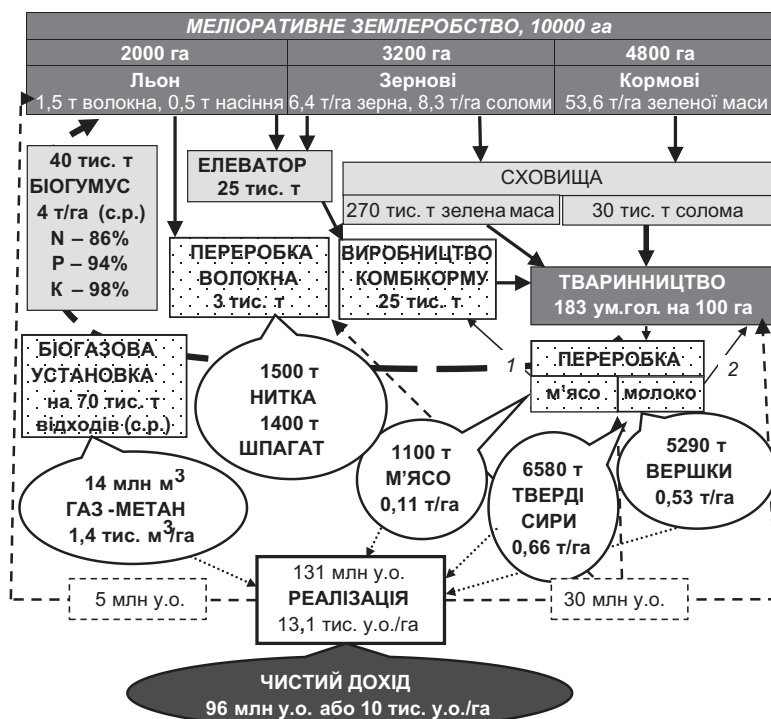 МЕЛІОРАТИВНЕ ЗЕМЛЕРОБСТВО, 10000 га
2000 га
3200 га
4800 га
Льон
1,5 т волокна, 0,5 т насіння
Зернові
6,4 т/га зерна, 8,3 т/га соломи
Кормові
53,6 т/га зеленої маси
40 тис. т
БІОГУМУС
4 т/га (с.р.)
N – 86%
P – 94%
К – 98%
ЕЛЕВАТОР
25 тис. т
СХОВИЩА
270 тис. т зелена маса
30 тис. т солома
ПЕРЕРОБКА
ВОЛОКНА
3 тис. т
ВИРОБНИЦТВО
КОМБІКОРМУ
25 тис. т
ТВАРИННИЦТВО
183 ум.гол. на 100 га
БІОГАЗОВА
УСТАНОВКА
на 70 тис. т
відходів (с.р.)
1500 т
НИТКА
1400 т
ШПАГАТ
1
ПЕРЕРОБКА
м'ясо
молоко
2
14 млн м³
ГАЗ -МЕТАН
1,4 тис. м³/га
1100 т
М'ЯСО
0,11 т/га
6580 т
ТВЕРДІ
СИРИ
0,66 т/га
5290 т
ВЕРШКИ
0,53 т/га
5 млн у.о.
131 млн у.о.
РЕАЛІЗАЦІЯ
13,1 тис. у.о./га
30 млн у.о.
ЧИСТИЙ ДОХІД
96 млн у.о. або 10 тис. у.о./га